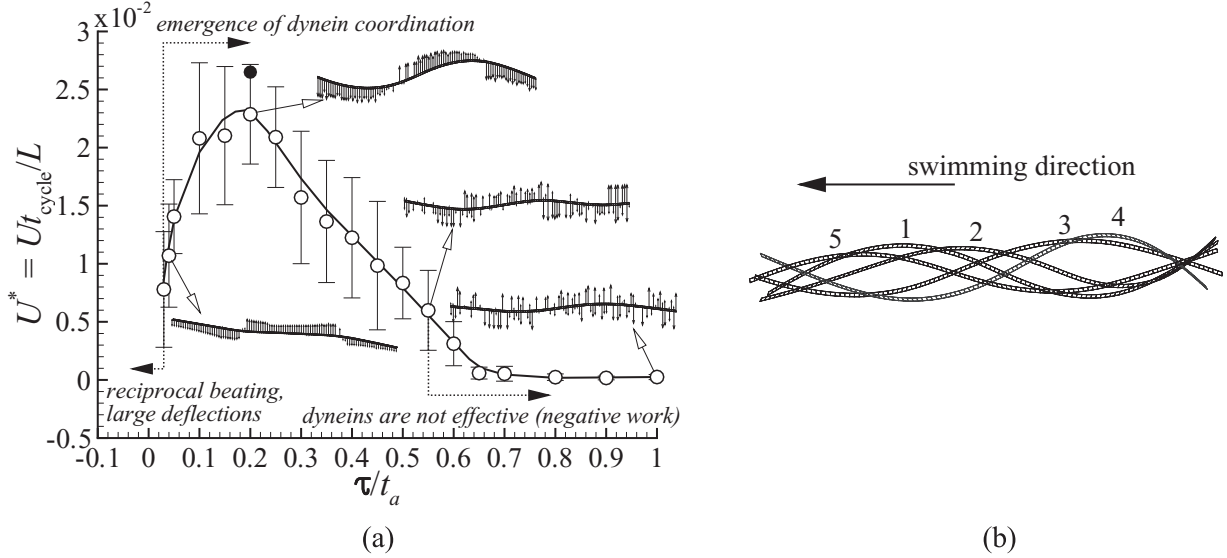 ×10⁻²
3
2.5
2
1.5
1
0.5
0
-0.5
U* = Ut_cycle/L
emergence of dynein coordination
reciprocal beating,
large deflections
dyneins are not effective (negative work)
-0.1 0 0.1 0.2 0.3 0.4 0.5 0.6 0.7 0.8 0.9 1
τ/t_a
(a)
swimming direction
5 1 2 3 4
(b)